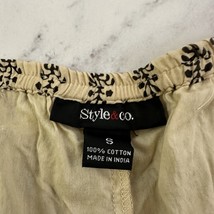 Style&co.
S
100% COTTON
MADE IN INDIA